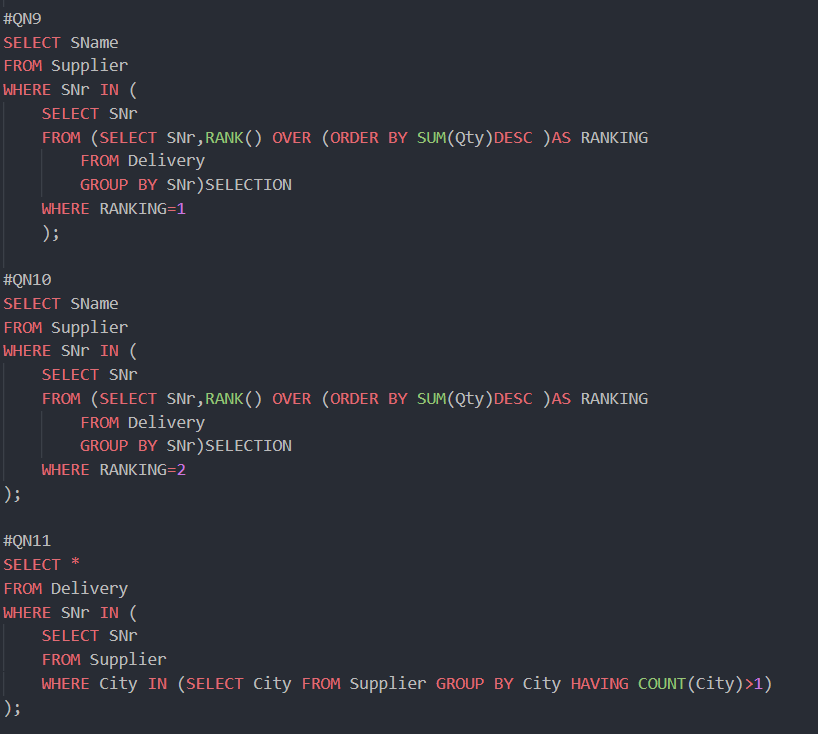 #QN9
SELECT SName
FROM Supplier
WHERE SNr IN (
    SELECT SNr
    FROM (SELECT SNr,RANK() OVER (ORDER BY SUM(Qty)DESC )AS RANKING
        FROM Delivery
        GROUP BY SNr)SELECTION
    WHERE RANKING=1
    );

#QN10
SELECT SName
FROM Supplier
WHERE SNr IN (
    SELECT SNr
    FROM (SELECT SNr,RANK() OVER (ORDER BY SUM(Qty)DESC )AS RANKING
        FROM Delivery
        GROUP BY SNr)SELECTION
    WHERE RANKING=2
);

#QN11
SELECT *
FROM Delivery
WHERE SNr IN (
    SELECT SNr
    FROM Supplier
    WHERE City IN (SELECT City FROM Supplier GROUP BY City HAVING COUNT(City)>1)
);